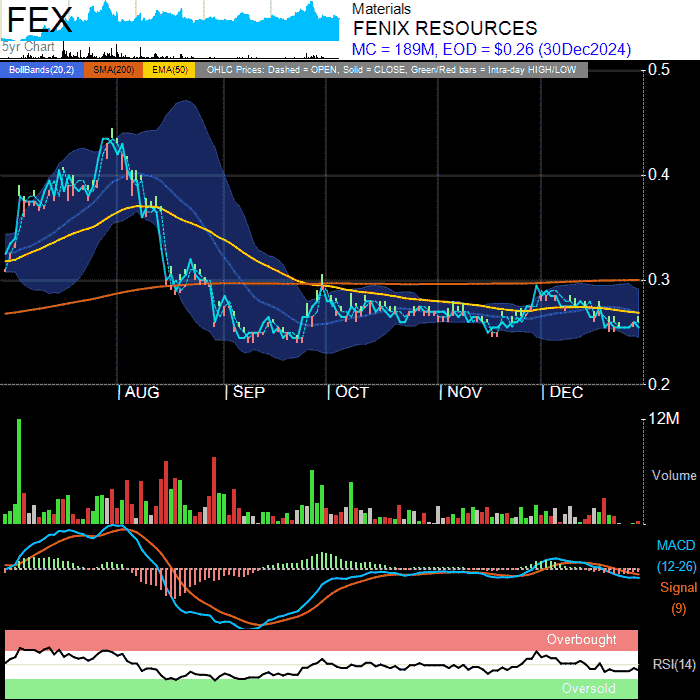 FEX
5yr Chart
Materials
FENIX RESOURCES
MC = 189M, EOD = $0.26 (30Dec2024)
BollBands(20,2) SMA(200) EMA(50) OHLC Prices: Dashed = OPEN, Solid = CLOSE, Green/Red bars = Intra-day HIGH/LOW
0.5
0.4
0.3
0.2
AUG SEP OCT NOV DEC
12M
Volume
MACD
(12-26)
Signal
(9)
Overbought
RSI(14)
Oversold